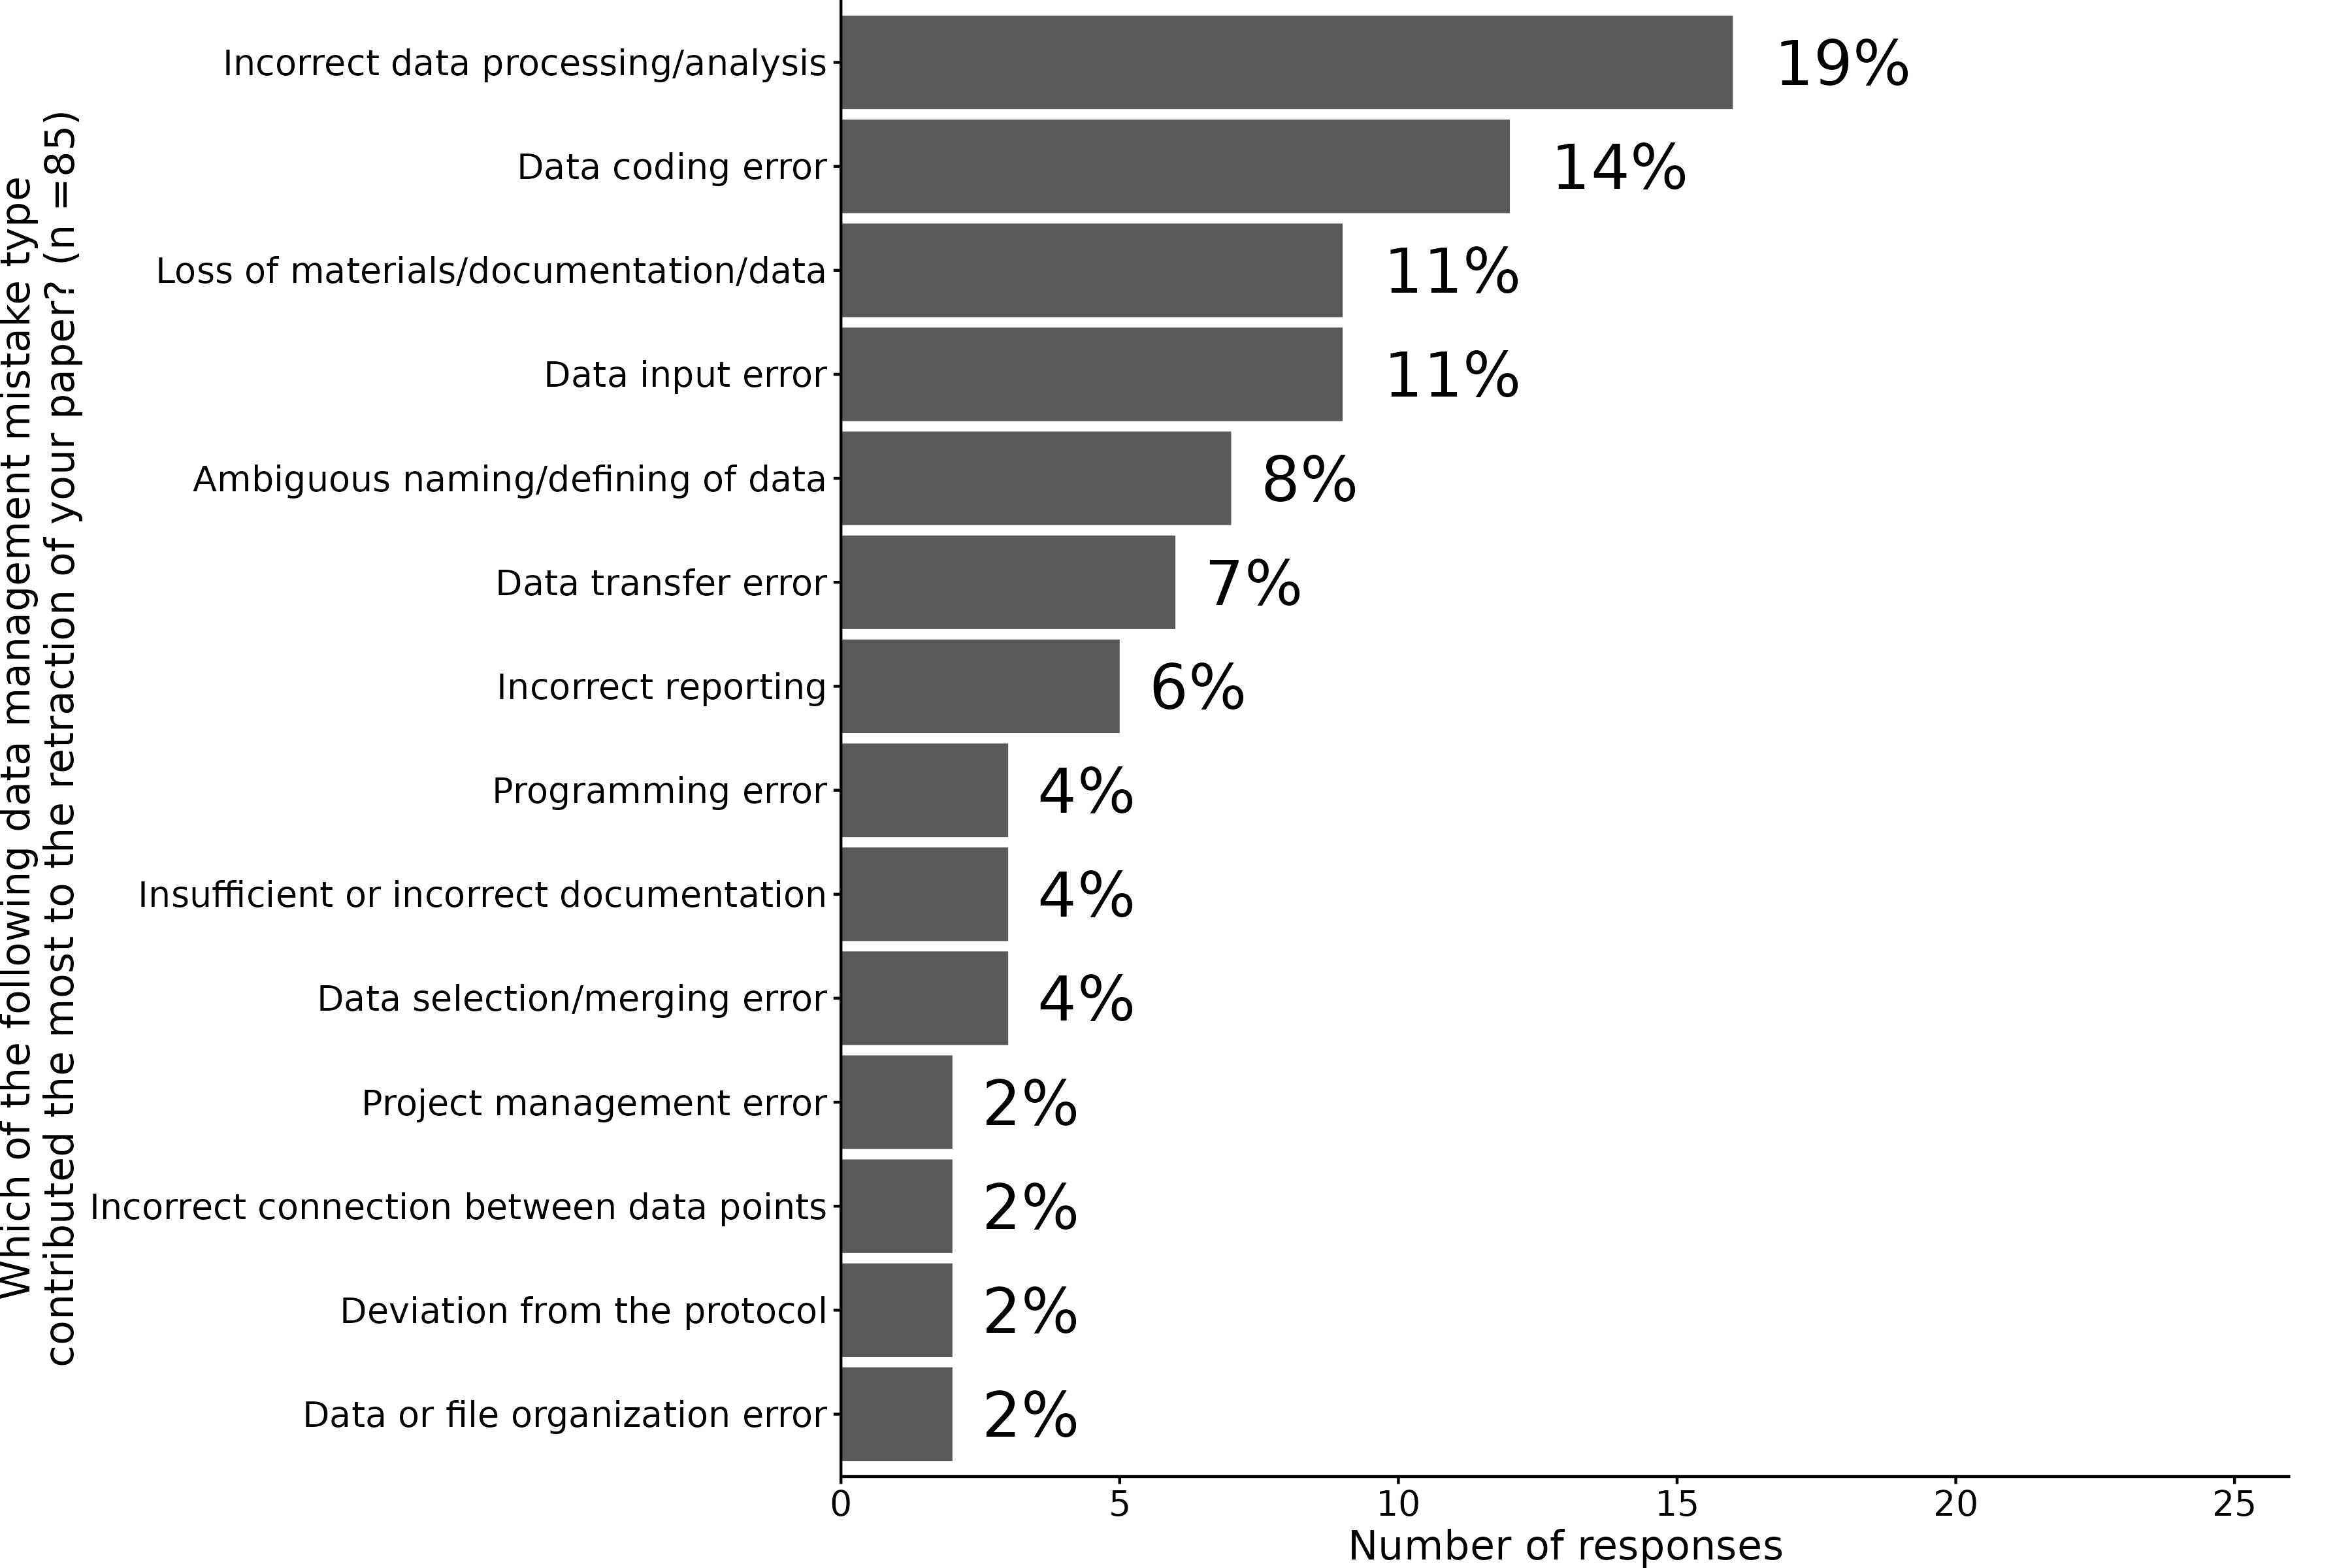 Which of the following data management mistake type
contributed the most to the retraction of your paper? (n =85)
Incorrect data processing/analysis 19%
Data coding error 14%
Loss of materials/documentation/data 11%
Data input error 11%
Ambiguous naming/defining of data 8%
Data transfer error 7%
Incorrect reporting 6%
Programming error 4%
Insufficient or incorrect documentation 4%
Data selection/merging error 4%
Project management error 2%
Incorrect connection between data points 2%
Deviation from the protocol 2%
Data or file organization error 2%
0 5 10 15 20 25
Number of responses